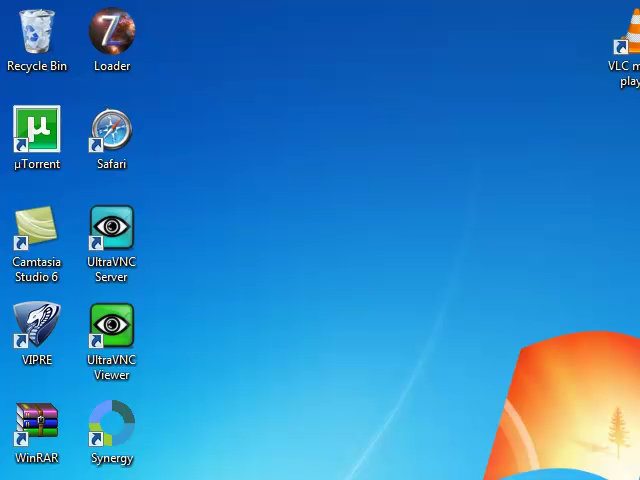 Recycle Bin
Loader
µTorrent
Safari
Camtasia
Studio 6
UltraVNC
Server
VIPRE
UltraVNC
Viewer
WinRAR
Synergy
VLC m
play